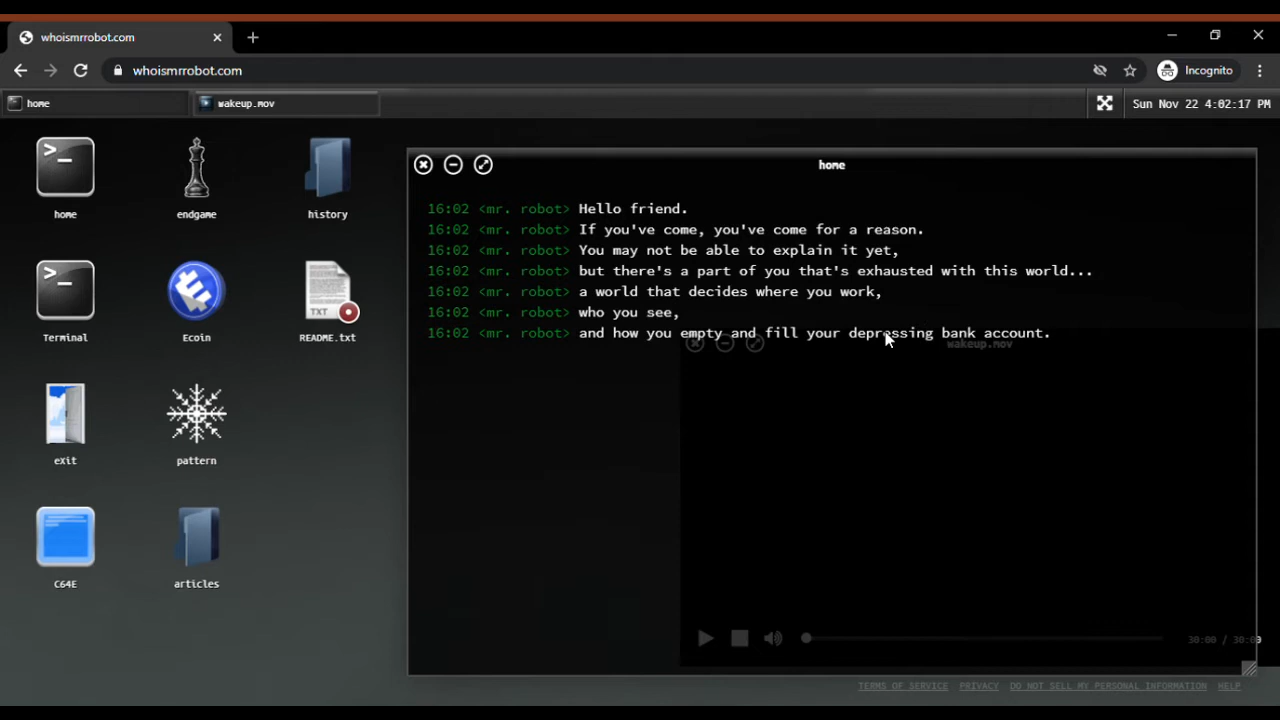 whoismrrobot.com
whoismrrobot.com
Incognito
home
wakeup.mov
Sun Nov 22 4:02:17 PM
home
endgame
history
Terminal
Ecoin
TXT
README.txt
exit
pattern
C64E
articles
home
16:02 <mr. robot> Hello friend.
16:02 <mr. robot> If you've come, you've come for a reason.
16:02 <mr. robot> You may not be able to explain it yet,
16:02 <mr. robot> but there's a part of you that's exhausted with this world...
16:02 <mr. robot> a world that decides where you work,
16:02 <mr. robot> who you see,
16:02 <mr. robot> and how you empty and fill your depressing bank account.
wakeup.mov
30:00 / 30:00
TERMS OF SERVICE PRIVACY DO NOT SELL MY PERSONAL INFORMATION HELP